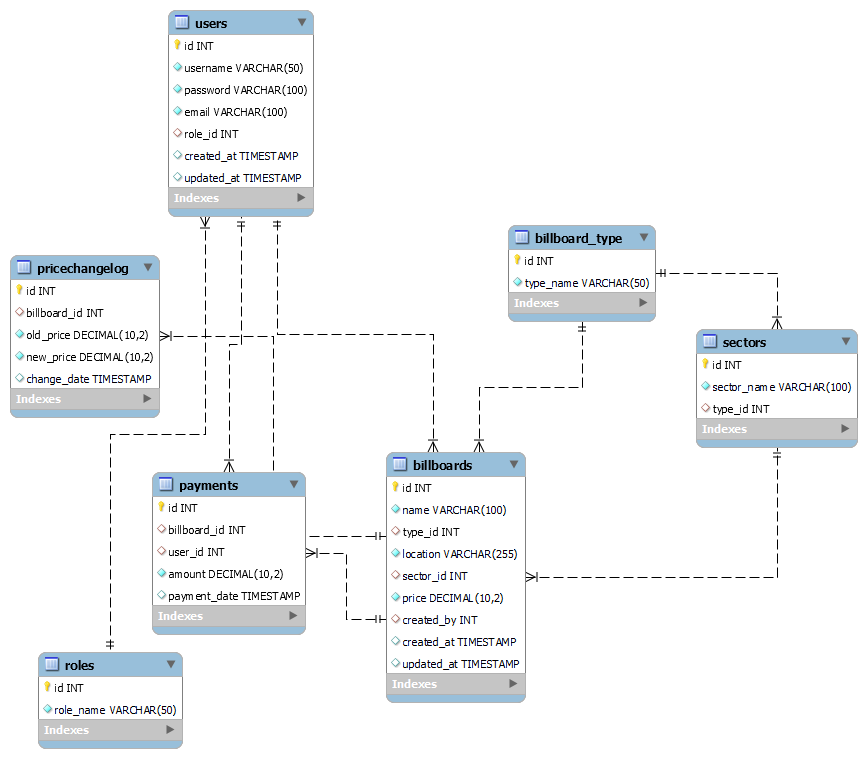 users
id INT
username VARCHAR(50)
password VARCHAR(100)
email VARCHAR(100)
role_id INT
created_at TIMESTAMP
updated_at TIMESTAMP
Indexes
billboard_type
id INT
type_name VARCHAR(50)
Indexes
pricechangelog
id INT
billboard_id INT
old_price DECIMAL(10,2)
new_price DECIMAL(10,2)
change_date TIMESTAMP
Indexes
sectors
id INT
sector_name VARCHAR(100)
type_id INT
Indexes
billboards
id INT
name VARCHAR(100)
type_id INT
location VARCHAR(255)
sector_id INT
price DECIMAL(10,2)
created_by INT
created_at TIMESTAMP
updated_at TIMESTAMP
Indexes
payments
id INT
billboard_id INT
user_id INT
amount DECIMAL(10,2)
payment_date TIMESTAMP
Indexes
roles
id INT
role_name VARCHAR(50)
Indexes